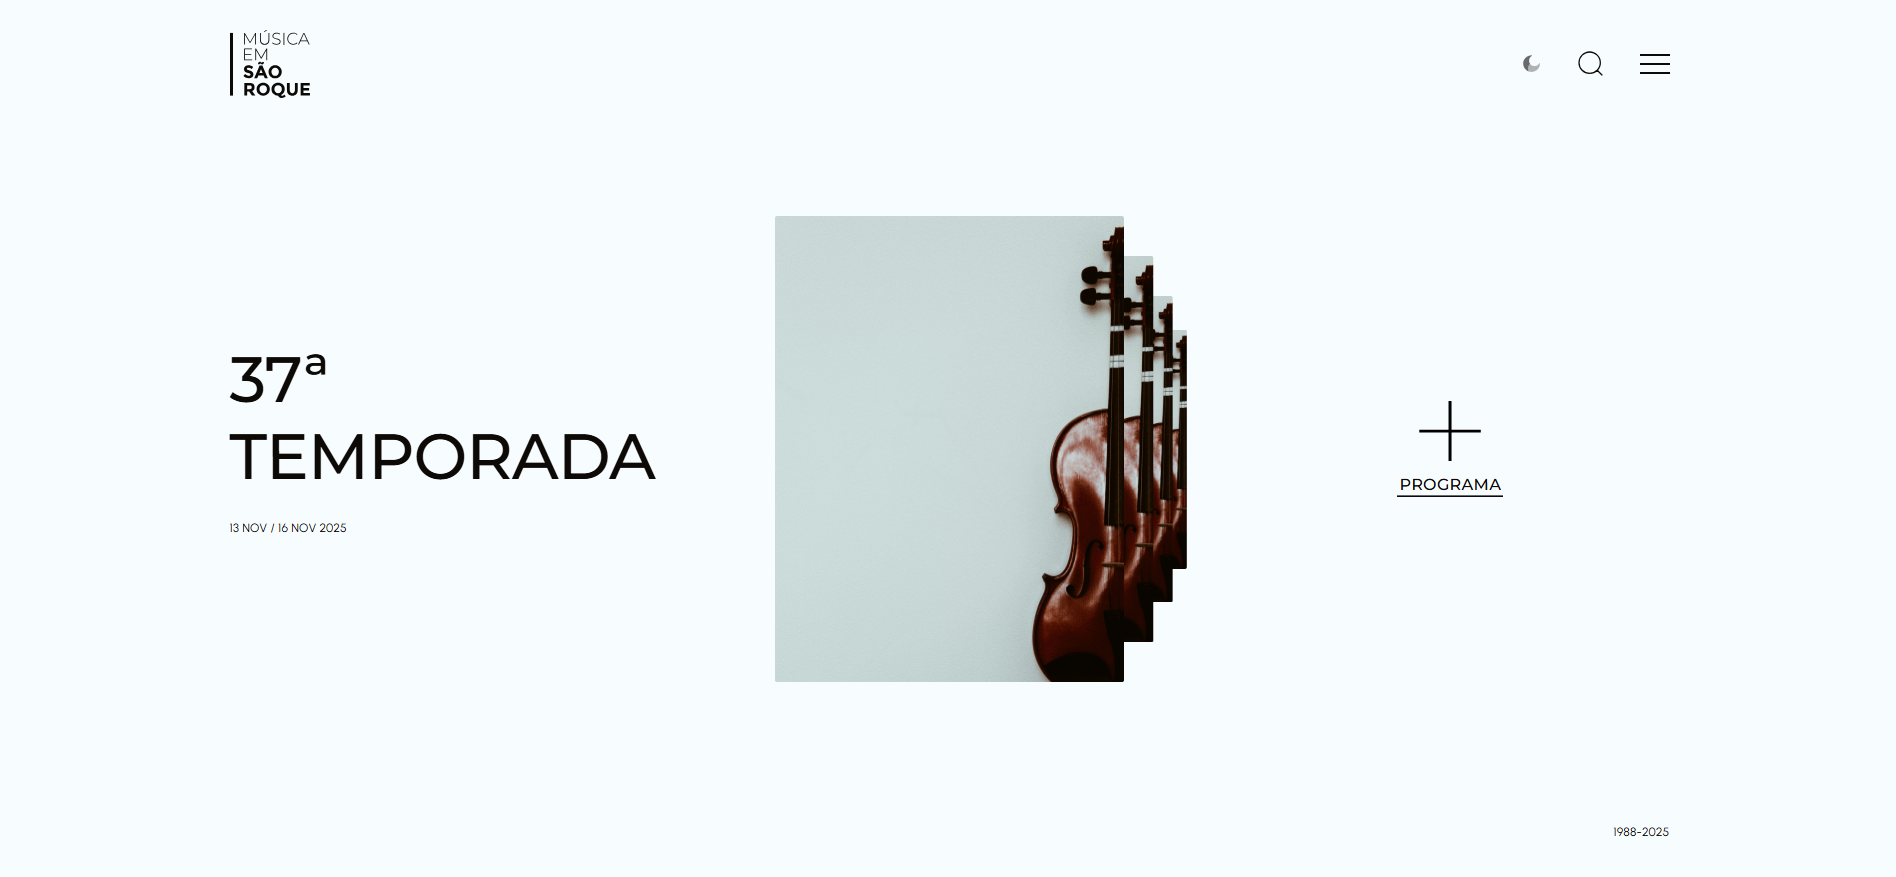 MÚSICA
EM
SÃO
ROQUE
37ª
TEMPORADA
13 NOV / 16 NOV 2025
PROGRAMA
1988-2025